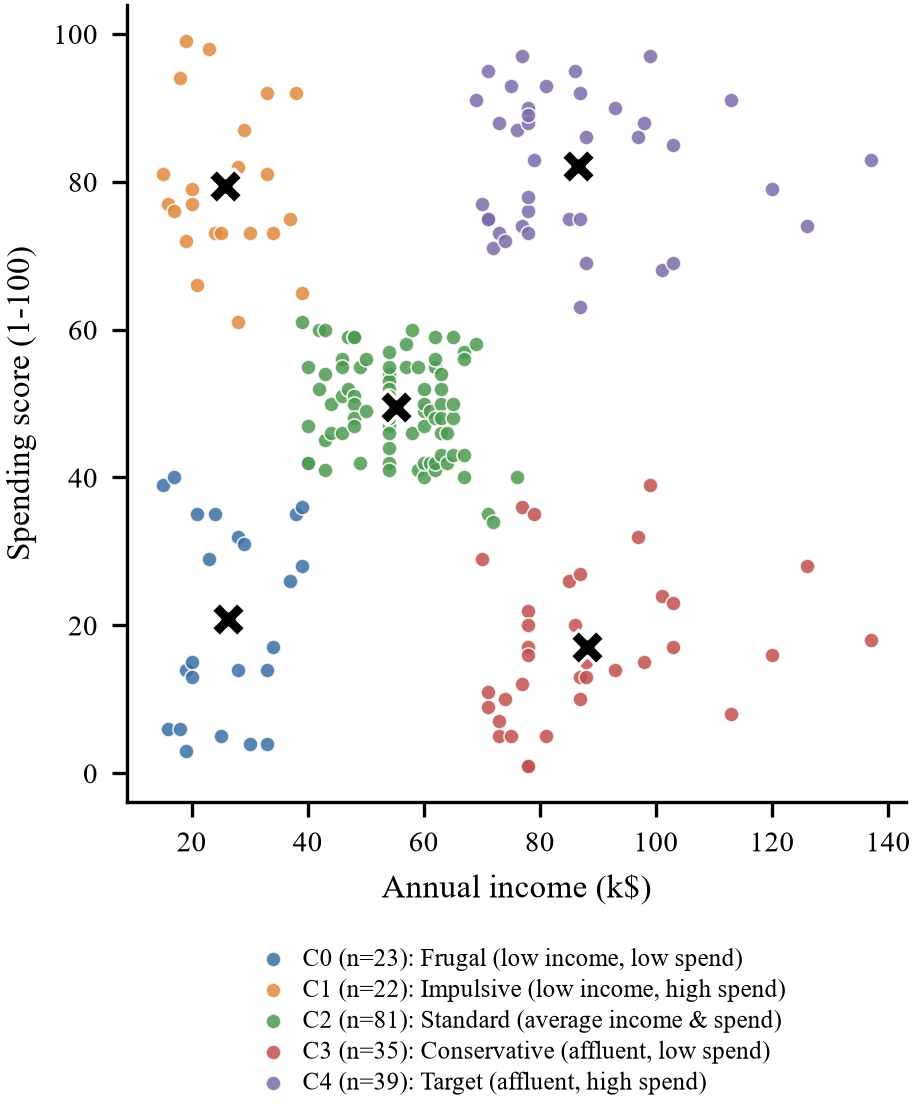 100
80
60
40
20
0
Spending score (1-100)
20 40 60 80 100 120 140
Annual income (k$)
C0 (n=23): Frugal (low income, low spend)
C1 (n=22): Impulsive (low income, high spend)
C2 (n=81): Standard (average income & spend)
C3 (n=35): Conservative (affluent, low spend)
C4 (n=39): Target (affluent, high spend)